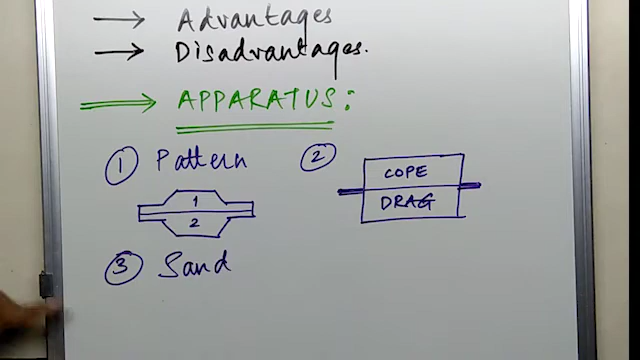 → Advantages
→ Disadvantages.
⇒ APPARATUS:
① Pattern
1
2
②
COPE
DRAG
③ Sand